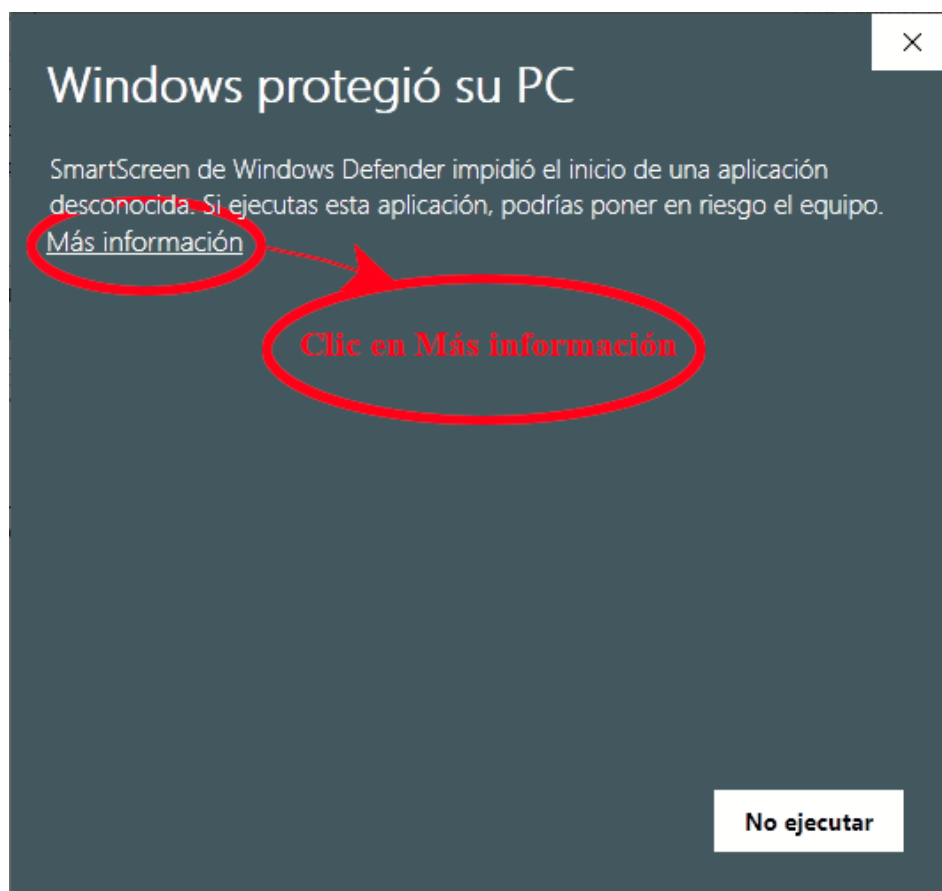 Windows protegió su PC
SmartScreen de Windows Defender impidió el inicio de una aplicación
desconocida. Si ejecutas esta aplicación, podrías poner en riesgo el equipo.
Más información
Clic en Más información
No ejecutar